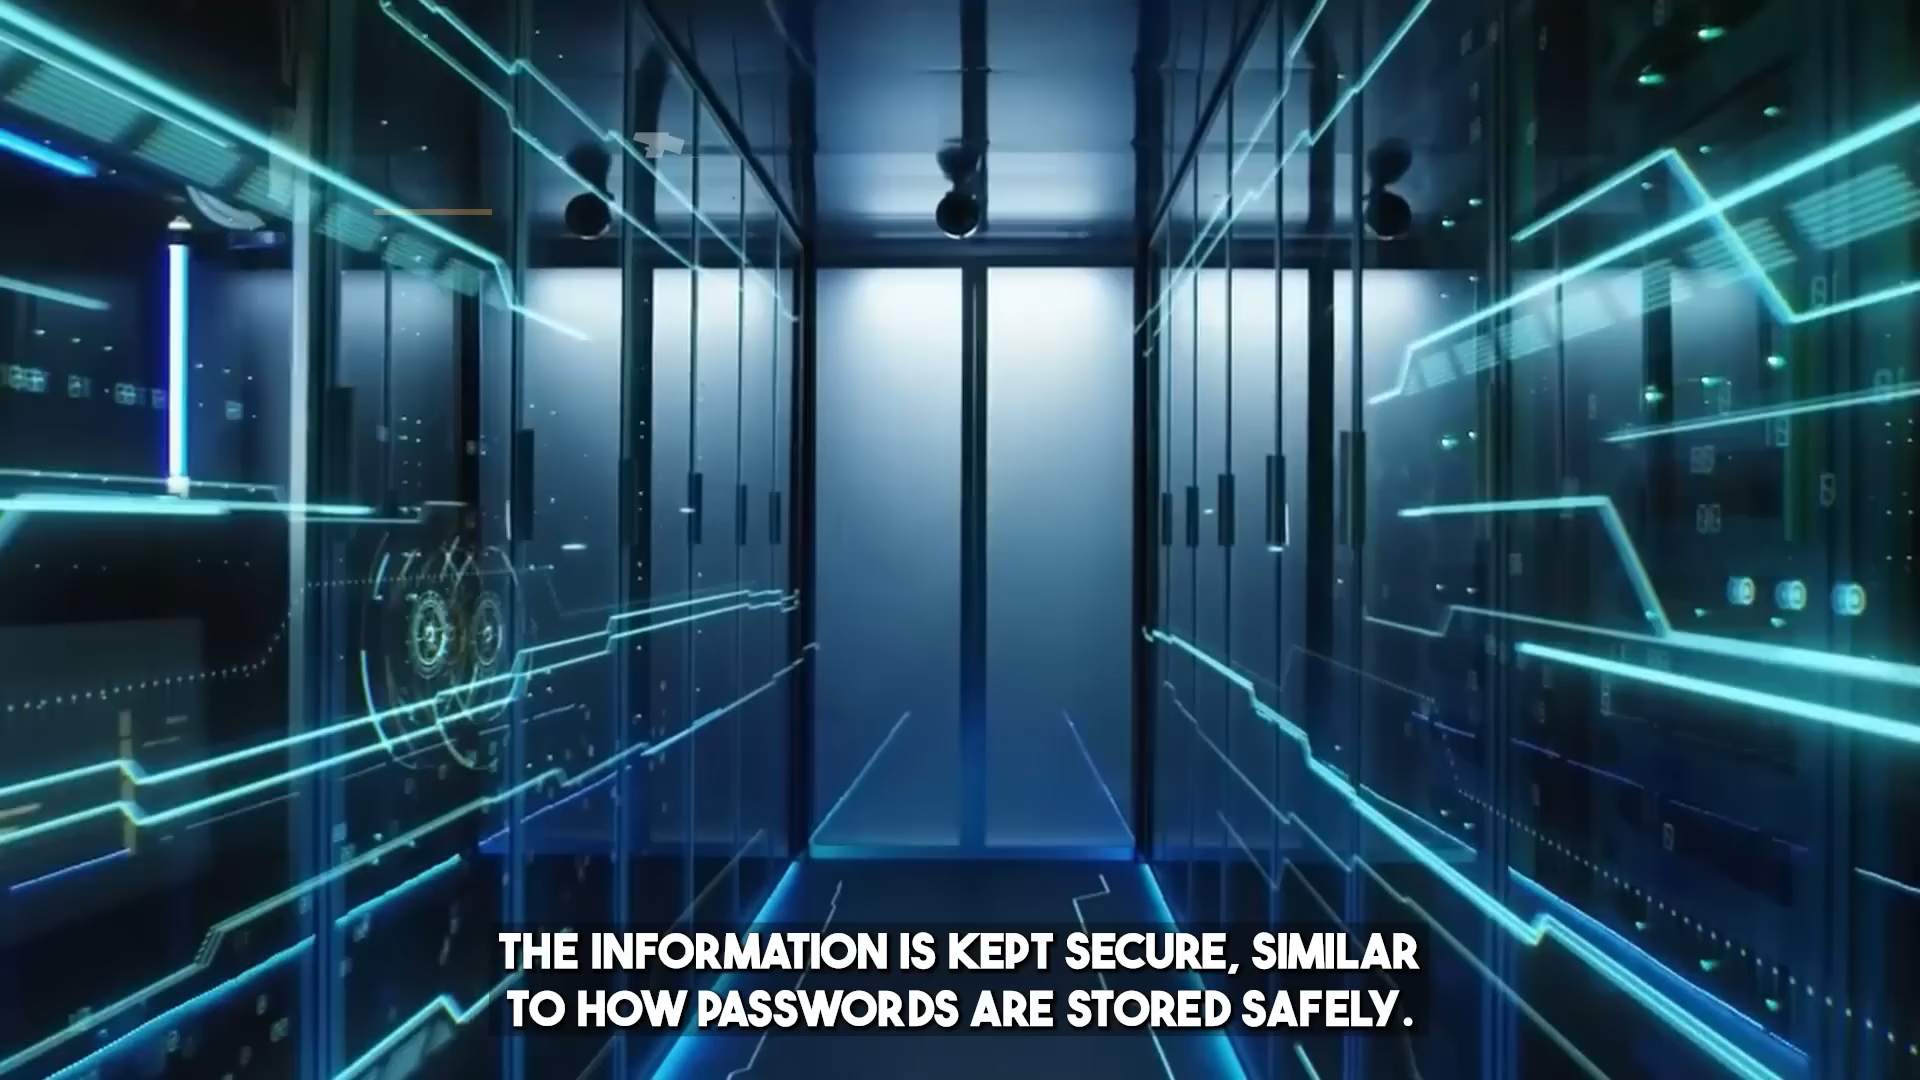 THE INFORMATION IS KEPT SECURE, SIMILAR
TO HOW PASSWORDS ARE STORED SAFELY.